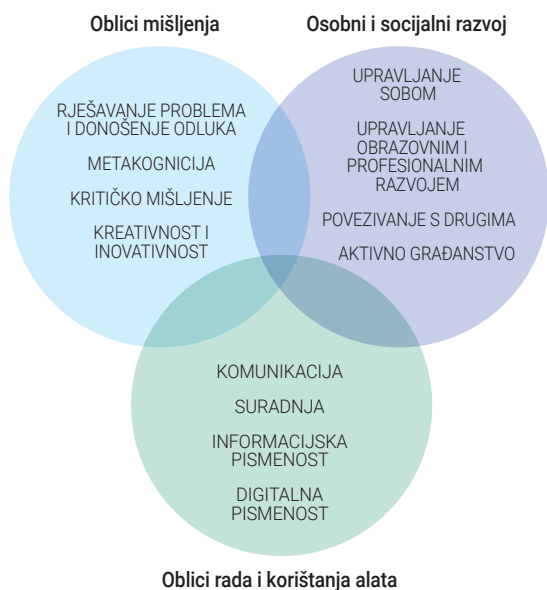 Oblici mišljenja
Osobni i socijalni razvoj
RJEŠAVANJE PROBLEMA
I DONOŠENJE ODLUKA
METAKOGNICIJA
KRITIČKO MIŠLJENJE
KREATIVNOST I
INOVATIVNOST
UPRAVLJANJE
SOBOM
UPRAVLJANJE
OBRAZOVNIM I
PROFESIONALNIM
RAZVOJEM
POVEZIVANJE S DRUGIMA
AKTIVNO GRAĐANSTVO
KOMUNIKACIJA
SURADNJA
INFORMACIJSKA
PISMENOST
DIGITALNA
PISMENOST
Oblici rada i korištanja alata